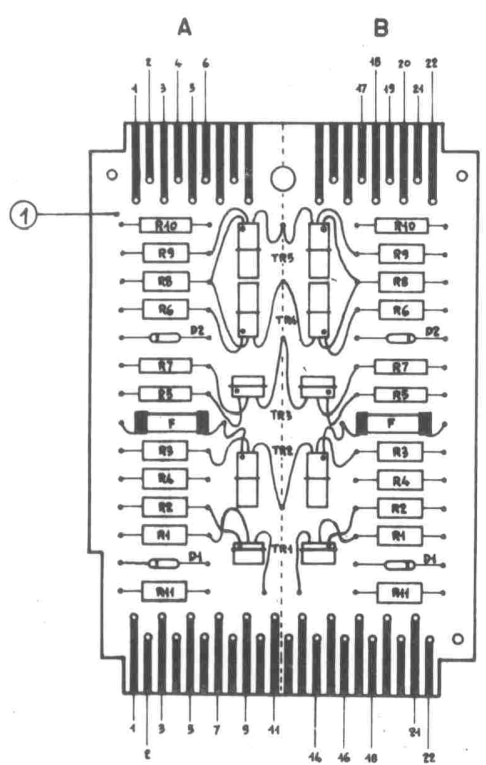 A B
2 4 6 18 20 22
1 3 5 17 19 21
1
R10 R10
R9 R9
TR5
R8 R8
R6 TR4 R6
D2 D2
R7 R7
R5 R5
TR3
F F
R3 TR2 R3
R4 R4
R2 R2
R1 R1
TR1
D1 D1
R11 R11
1 3 5 7 9 11 21
2 14 16 18 22